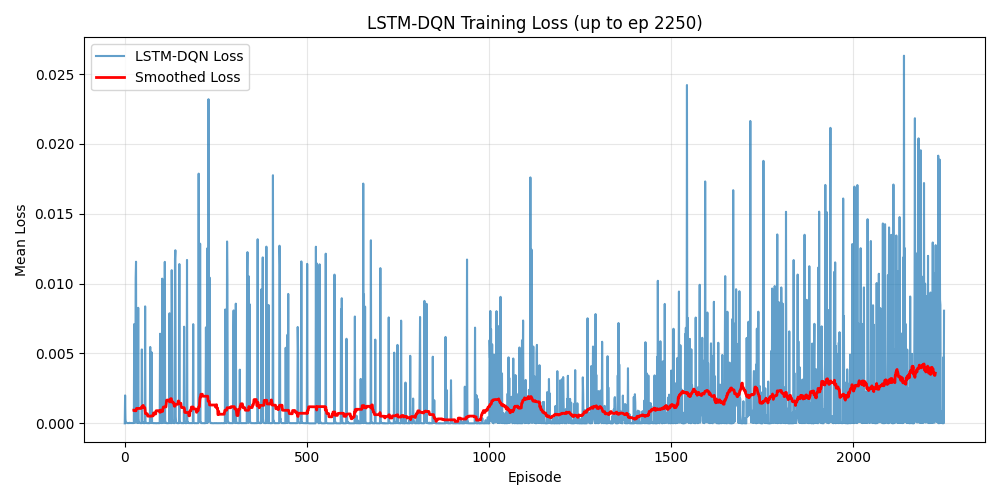 LSTM-DQN Training Loss (up to ep 2250)
LSTM-DQN Loss
Smoothed Loss
0.025
0.020
0.015
0.010
0.005
0.000
Mean Loss
0 500 1000 1500 2000
Episode